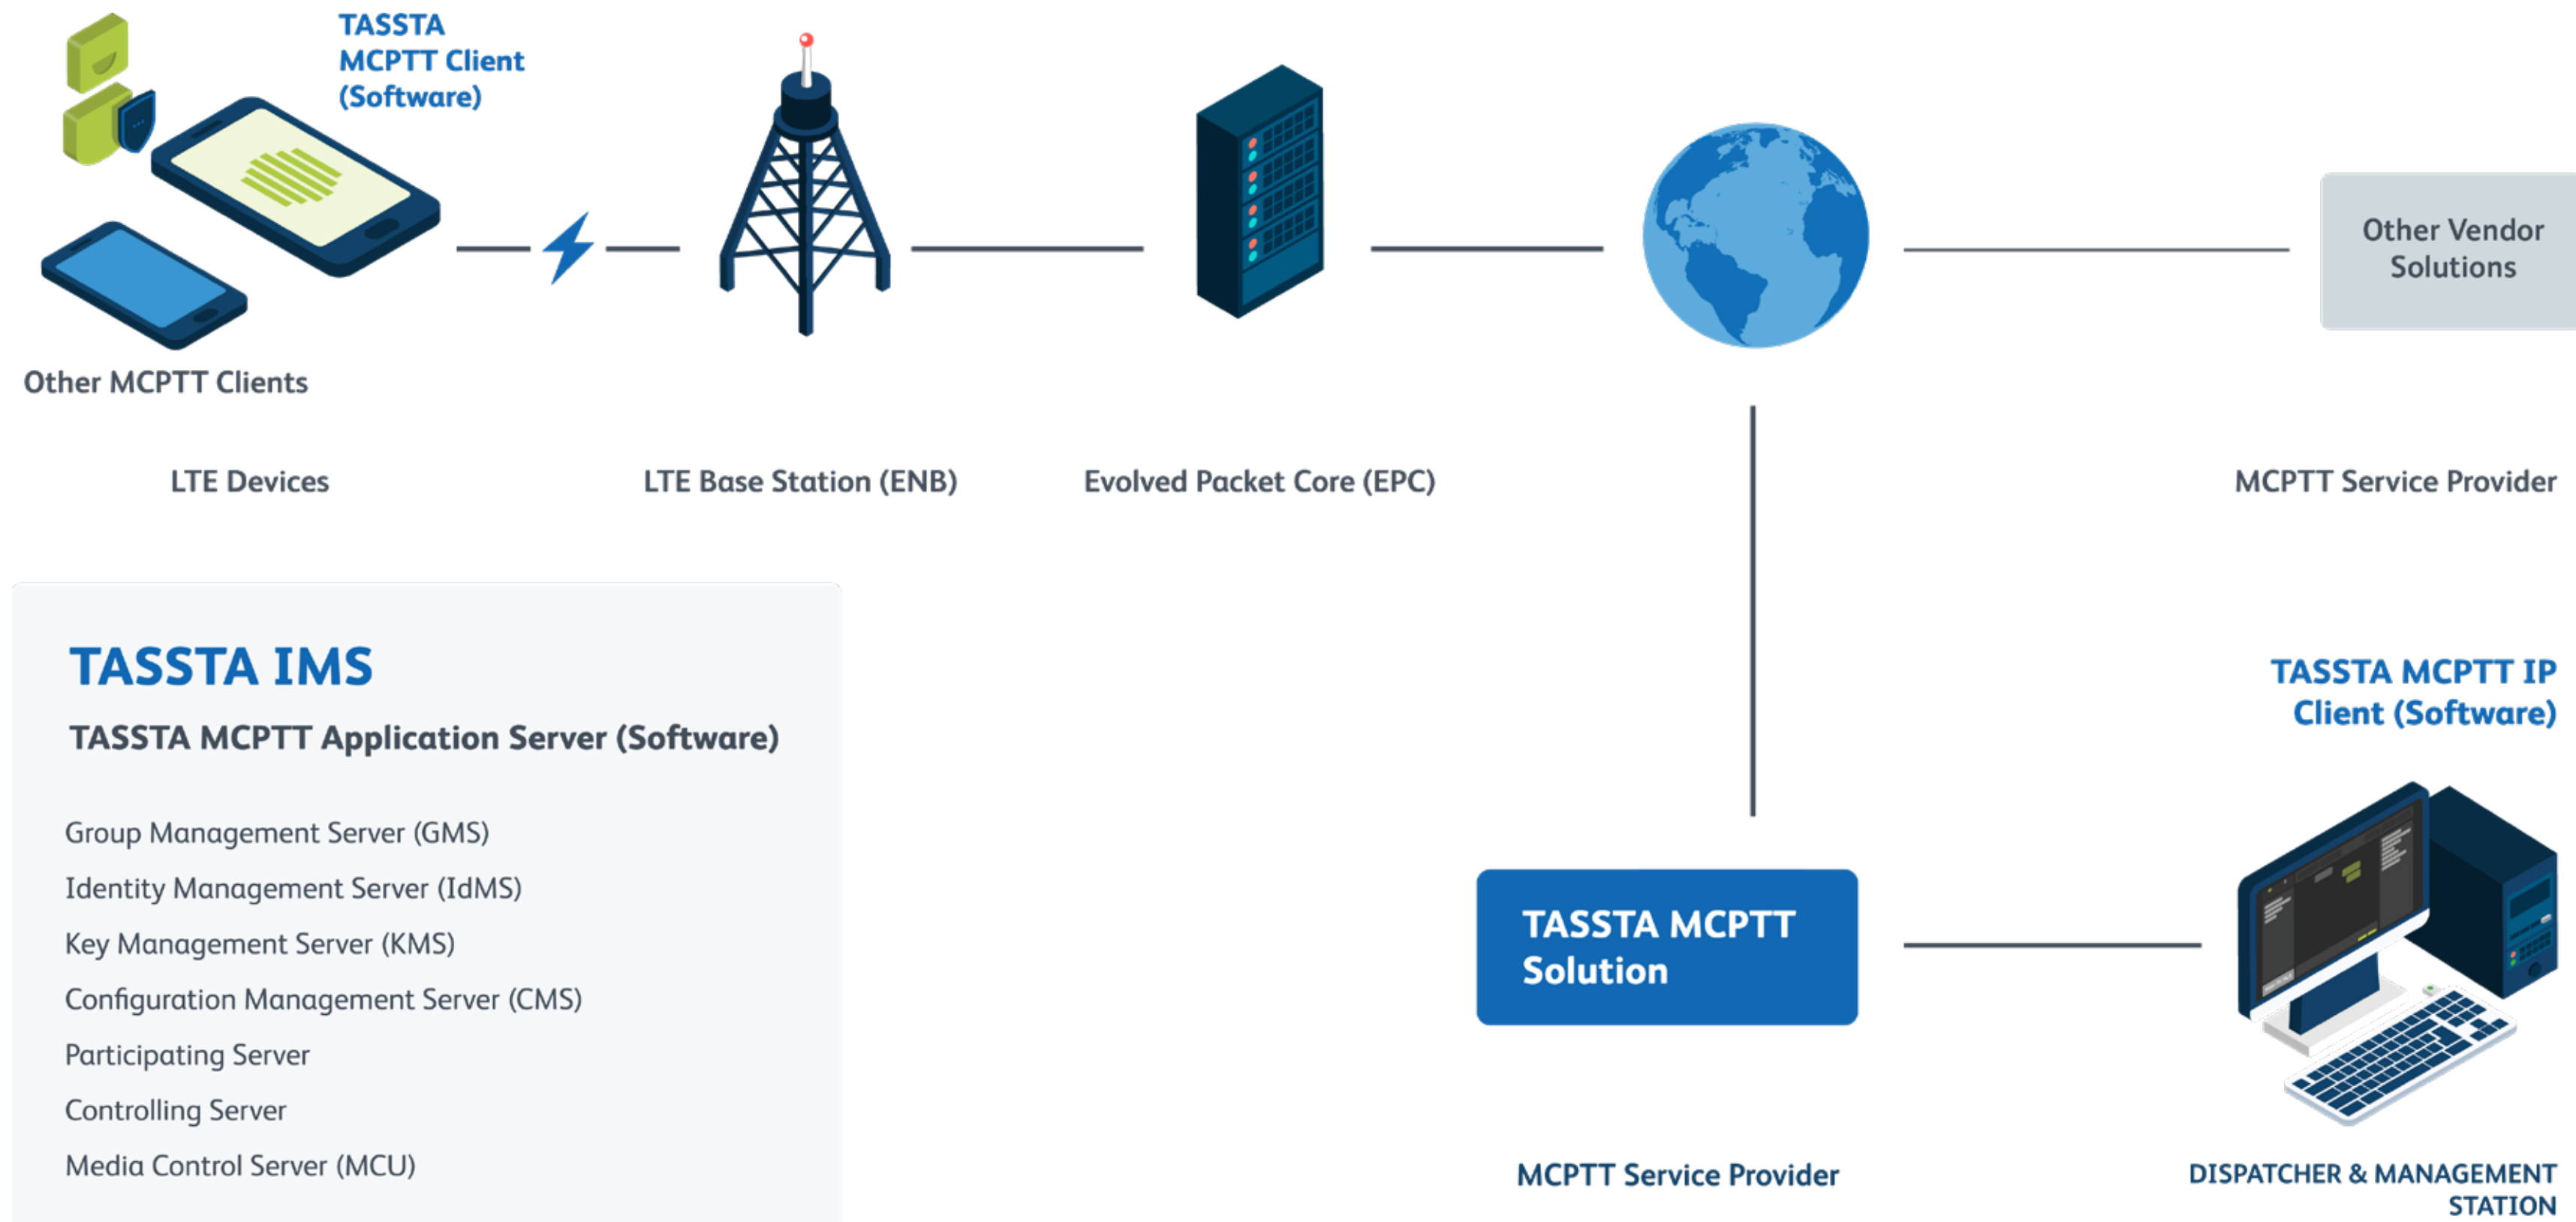 TASSTA
MCPTT Client
(Software)
Other Vendor
Solutions
Other MCPTT Clients
LTE Devices
LTE Base Station (ENB)
Evolved Packet Core (EPC)
MCPTT Service Provider
TASSTA IMS
TASSTA MCPTT Application Server (Software)
Group Management Server (GMS)
Identity Management Server (IdMS)
Key Management Server (KMS)
Configuration Management Server (CMS)
Participating Server
Controlling Server
Media Control Server (MCU)
TASSTA MCPTT
Solution
MCPTT Service Provider
TASSTA MCPTT IP
Client (Software)
DISPATCHER & MANAGEMENT
STATION